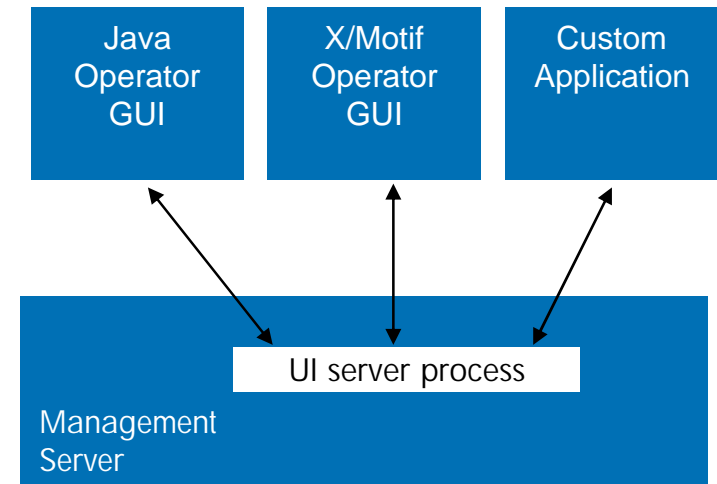 Java
Operator
GUI
X/Motif
Operator
GUI
Custom
Application
UI server process
Management
Server